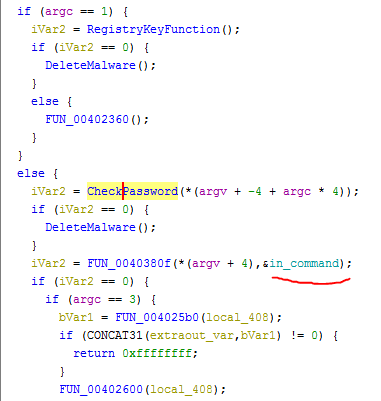 if (argc == 1) {
iVar2 = RegistryKeyFunction();
if (iVar2 == 0) {
DeleteMalware();
}
else {
FUN_00402360();
}
}
else {
iVar2 = CheckPassword(*(argv + -4 + argc * 4));
if (iVar2 == 0) {
DeleteMalware();
}
iVar2 = FUN_0040380f(*(argv + 4),&in_command);
if (iVar2 == 0) {
if (argc == 3) {
bVar1 = FUN_004025b0(local_408);
if (CONCAT31(extraout_var,bVar1) != 0) {
return 0xffffffff;
}
FUN_00402600(local_408);